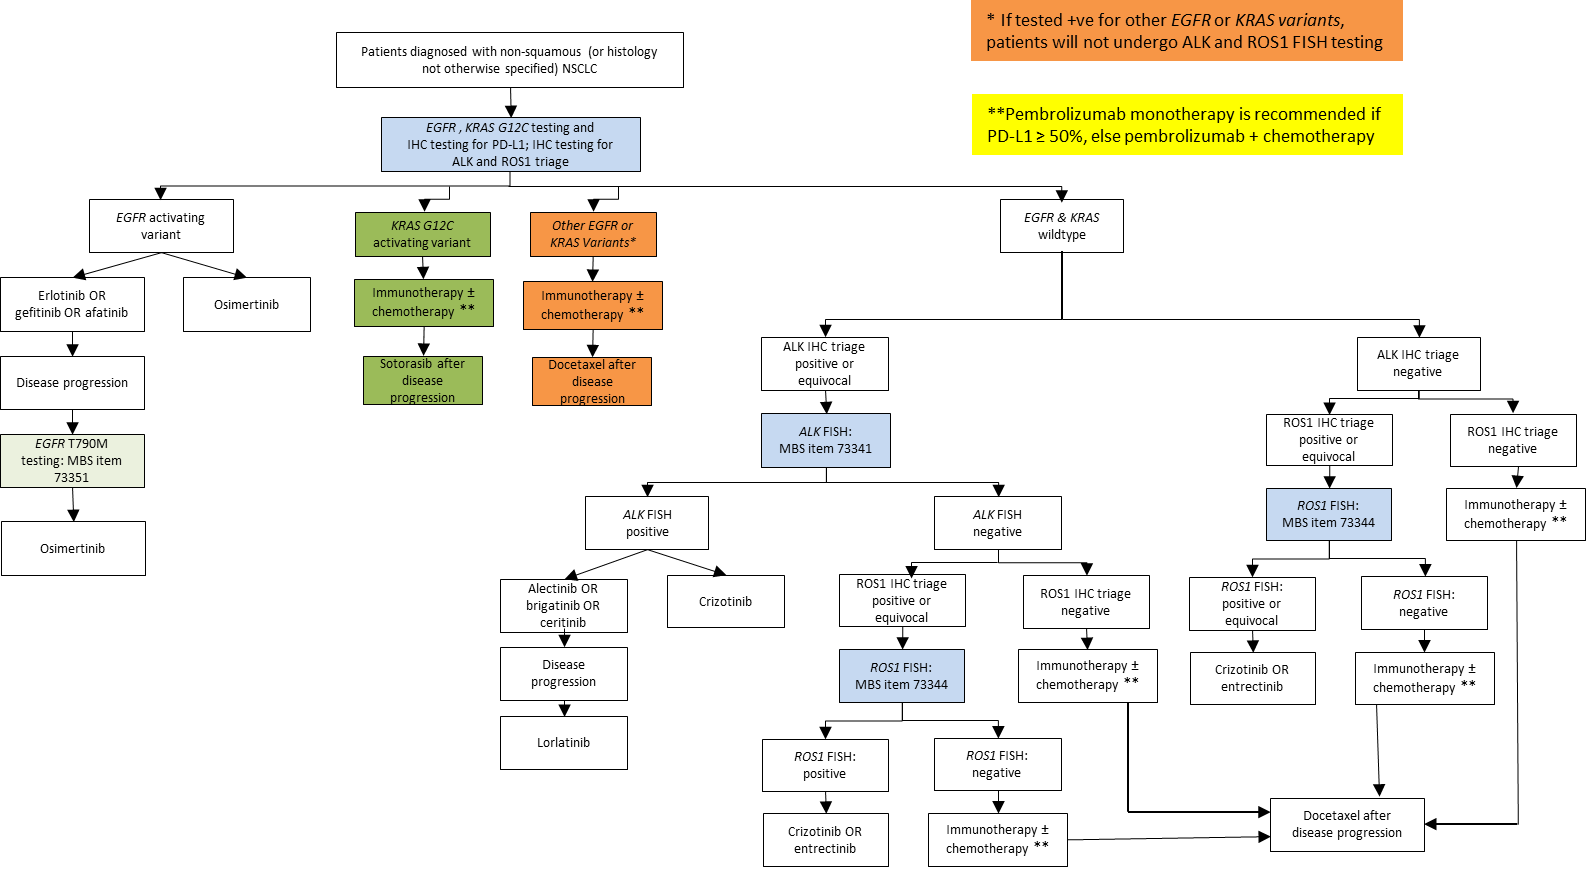 * If tested +ve for other EGFR or KRAS variants,
patients will not undergo ALK and ROS1 FISH testing
Patients diagnosed with non-squamous (or histology
not otherwise specified) NSCLC
**Pembrolizumab monotherapy is recommended if
PD-L1 ≥ 50%, else pembrolizumab + chemotherapy
EGFR , KRAS G12C testing and
IHC testing for PD-L1; IHC testing for
ALK and ROS1 triage
EGFR activating
variant
KRAS G12C
activating variant
Other EGFR or
KRAS Variants*
EGFR & KRAS
wildtype
Erlotinib OR
gefitinib OR afatinib
Osimertinib
Immunotherapy ±
chemotherapy **
Immunotherapy ±
chemotherapy **
Disease progression
Sotorasib after
disease
progression
Docetaxel after
disease
progression
ALK IHC triage
positive or
equivocal
ALK IHC triage
negative
EGFR T790M
testing: MBS item
73351
ALK FISH:
MBS item 73341
ROS1 IHC triage
positive or
equivocal
ROS1 IHC triage
negative
Osimertinib
ALK FISH
positive
ALK FISH
negative
ROS1 FISH:
MBS item 73344
Immunotherapy ±
chemotherapy **
Alectinib OR
brigatinib OR
ceritinib
Crizotinib
ROS1 IHC triage
positive or
equivocal
ROS1 IHC triage
negative
ROS1 FISH:
positive or
equivocal
ROS1 FISH:
negative
Disease
progression
ROS1 FISH:
MBS item 73344
Immunotherapy ±
chemotherapy **
Crizotinib OR
entrectinib
Immunotherapy ±
chemotherapy **
Lorlatinib
ROS1 FISH:
positive
ROS1 FISH:
negative
Crizotinib OR
entrectinib
Immunotherapy ±
chemotherapy **
Docetaxel after
disease progression